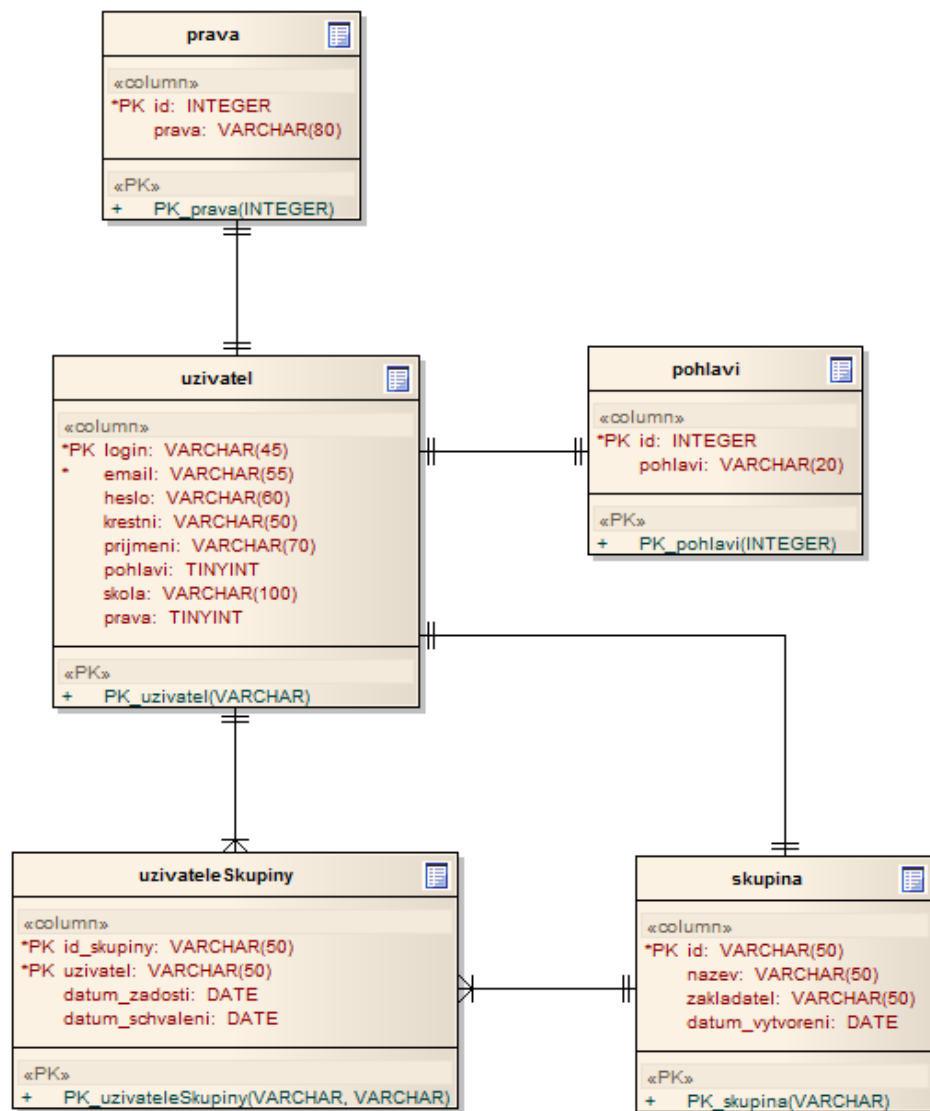 prava
«column»
*PK id: INTEGER
prava: VARCHAR(80)
«PK»
+ PK_prava(INTEGER)
uzivatel
«column»
*PK login: VARCHAR(45)
* email: VARCHAR(55)
heslo: VARCHAR(60)
krestni: VARCHAR(50)
prijmeni: VARCHAR(70)
pohlavi: TINYINT
skola: VARCHAR(100)
prava: TINYINT
«PK»
+ PK_uzivatel(VARCHAR)
pohlavi
«column»
*PK id: INTEGER
pohlavi: VARCHAR(20)
«PK»
+ PK_pohlavi(INTEGER)
uzivateleSkupiny
«column»
*PK id_skupiny: VARCHAR(50)
*PK uzivatel: VARCHAR(50)
datum_zadosti: DATE
datum_schvaleni: DATE
«PK»
+ PK_uzivateleSkupiny(VARCHAR, VARCHAR)
skupina
«column»
*PK id: VARCHAR(50)
nazev: VARCHAR(50)
zakladatel: VARCHAR(50)
datum_vytvoreni: DATE
«PK»
+ PK_skupina(VARCHAR)